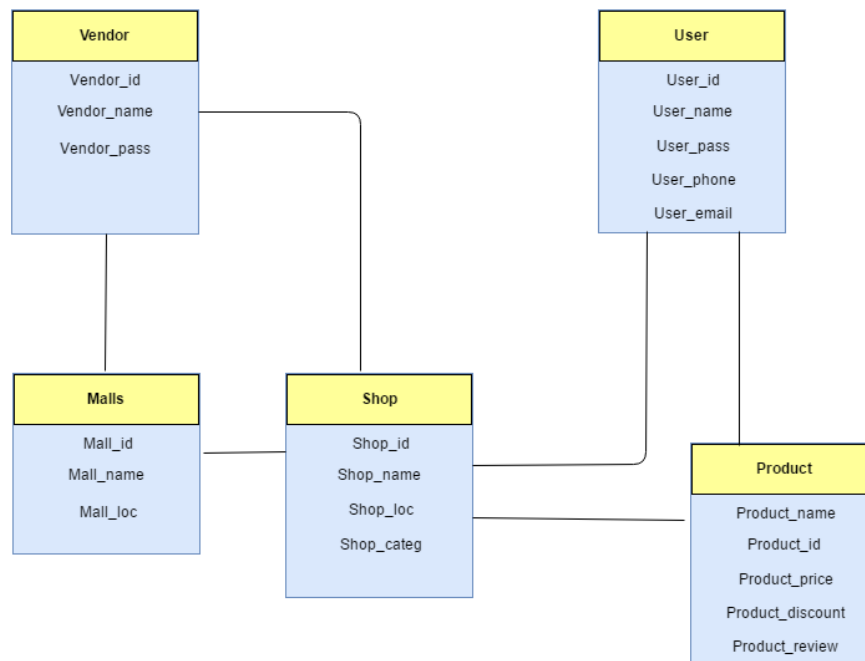 Vendor
Vendor_id
Vendor_name
Vendor_pass
User
User_id
User_name
User_pass
User_phone
User_email
Malls
Mall_id
Mall_name
Mall_loc
Shop
Shop_id
Shop_name
Shop_loc
Shop_categ
Product
Product_name
Product_id
Product_price
Product_discount
Product_review